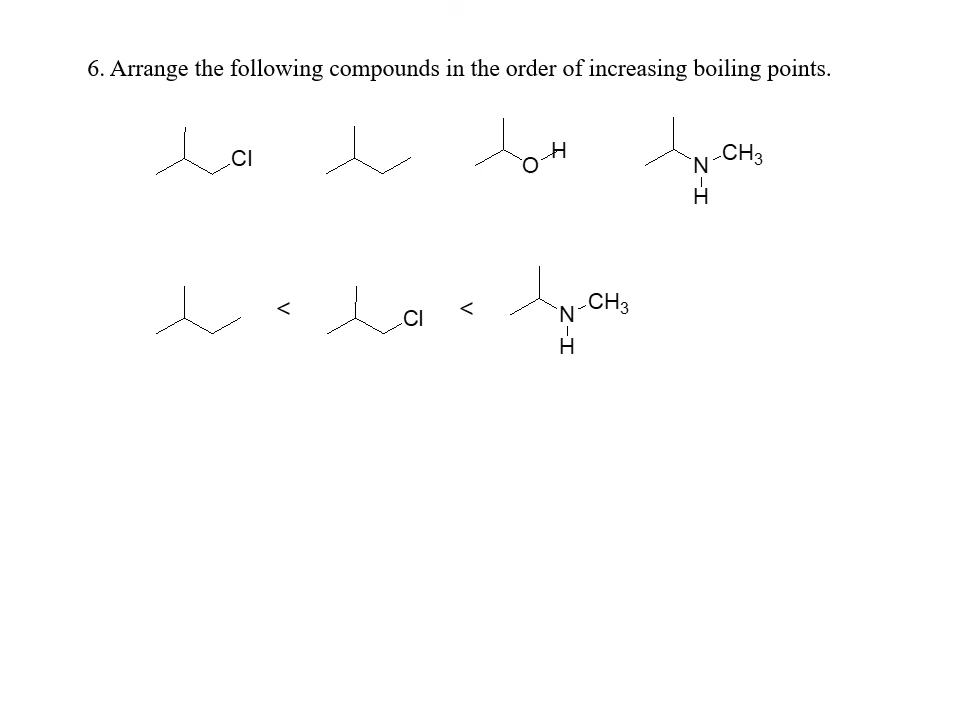 6. Arrange the following compounds in the order of increasing boiling points.
Cl O H N CH3
H
< Cl < N CH3
H